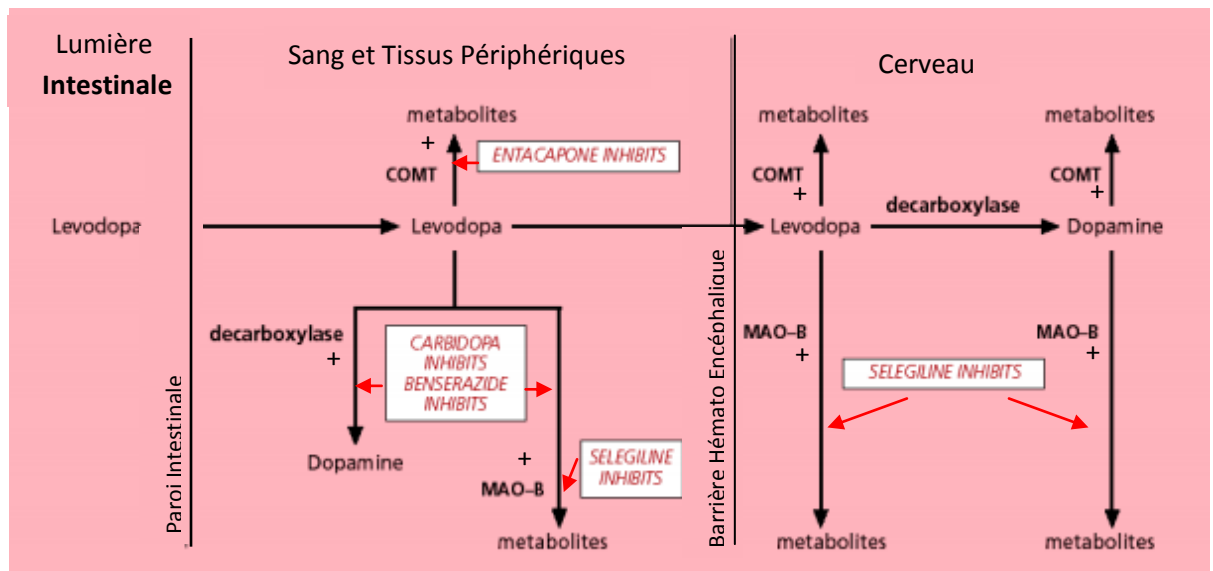 Lumière
Intestinale
Sang et Tissus Périphériques
Cerveau
metabolites
+
COMT
ENTACAPONE INHIBITS
metabolites
COMT
+
metabolites
COMT
+
Levodopa
Levodopa
Levodopa
decarboxylase
Dopamine
decarboxylase
+
CARBIDOPA
INHIBITS
BENSERAZIDE
INHIBITS
MAO-B
+
MAO-B
+
SELEGILINE INHIBITS
Paroi Intestinale
Dopamine
+
MAO-B
SELEGILINE
INHIBITS
metabolites
Barrière Hémato Encéphalique
metabolites
metabolites